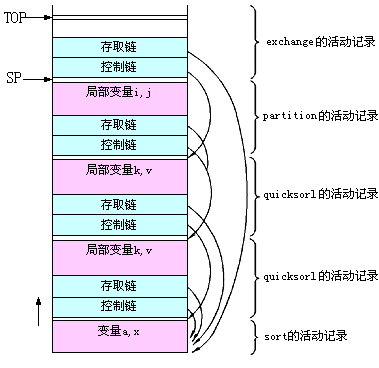 TOP
存取链
控制链
exchange的活动记录
SP
局部变量i,j
存取链
控制链
partition的活动记录
局部变量k,v
存取链
控制链
quicksorl的活动记录
局部变量k,v
存取链
控制链
quicksorl的活动记录
变量a,x
sort的活动记录